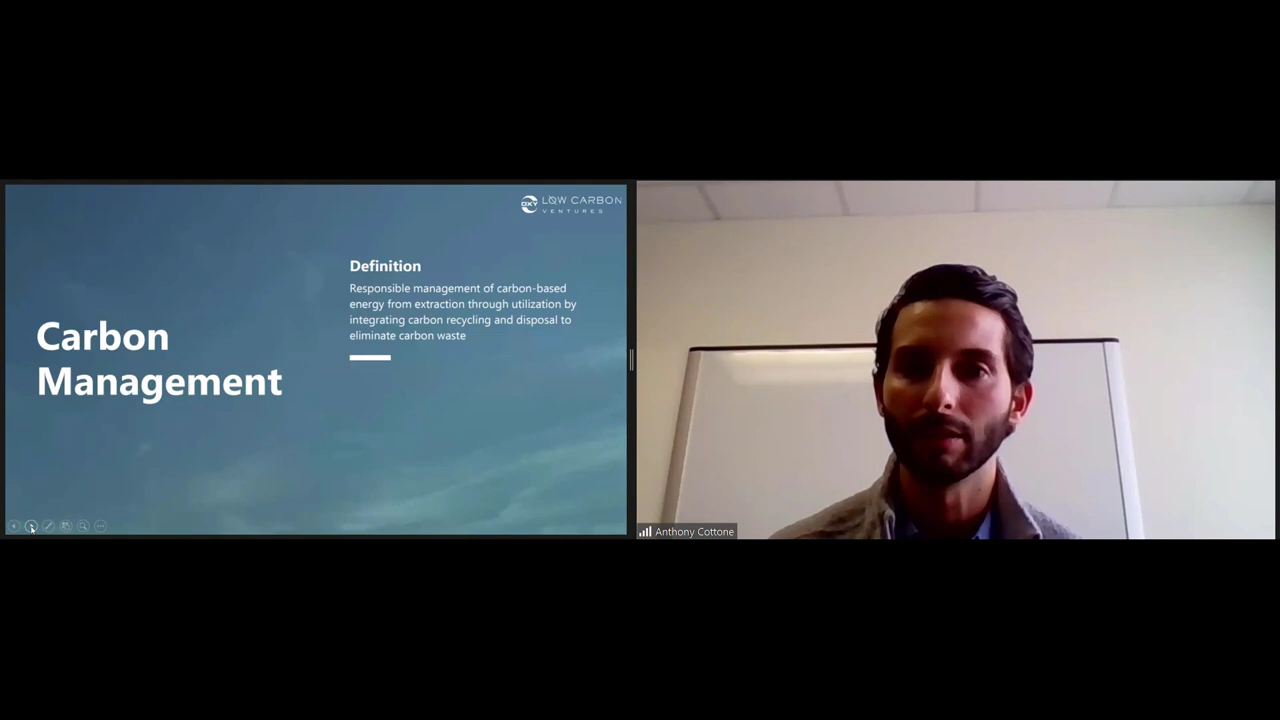 OXY LOW CARBON
VENTURES
Definition
Responsible management of carbon-based
energy from extraction through utilization by
integrating carbon recycling and disposal to
eliminate carbon waste
Carbon
Management
Anthony Cottone